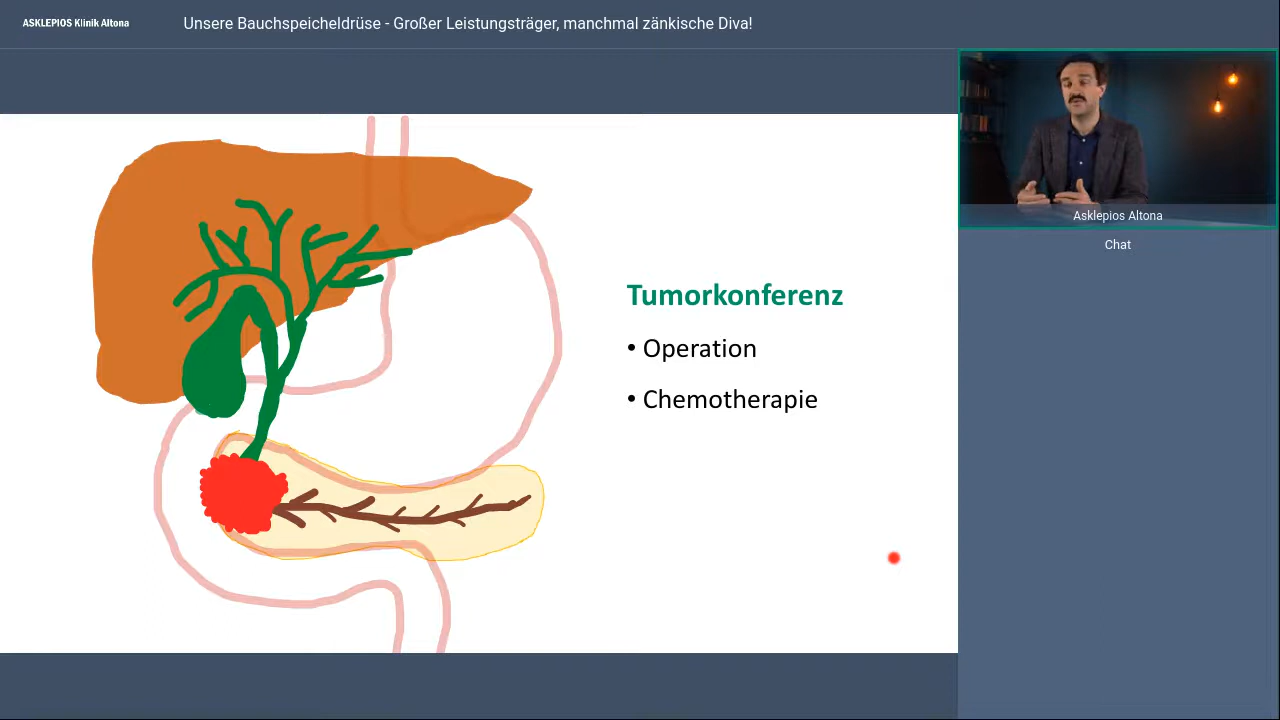 ASKLEPIOS Klinik Altona
Unsere Bauchspeicheldrüse - Großer Leistungsträger, manchmal zänkische Diva!
Asklepios Altona
Chat
Tumorkonferenz
• Operation
• Chemotherapie